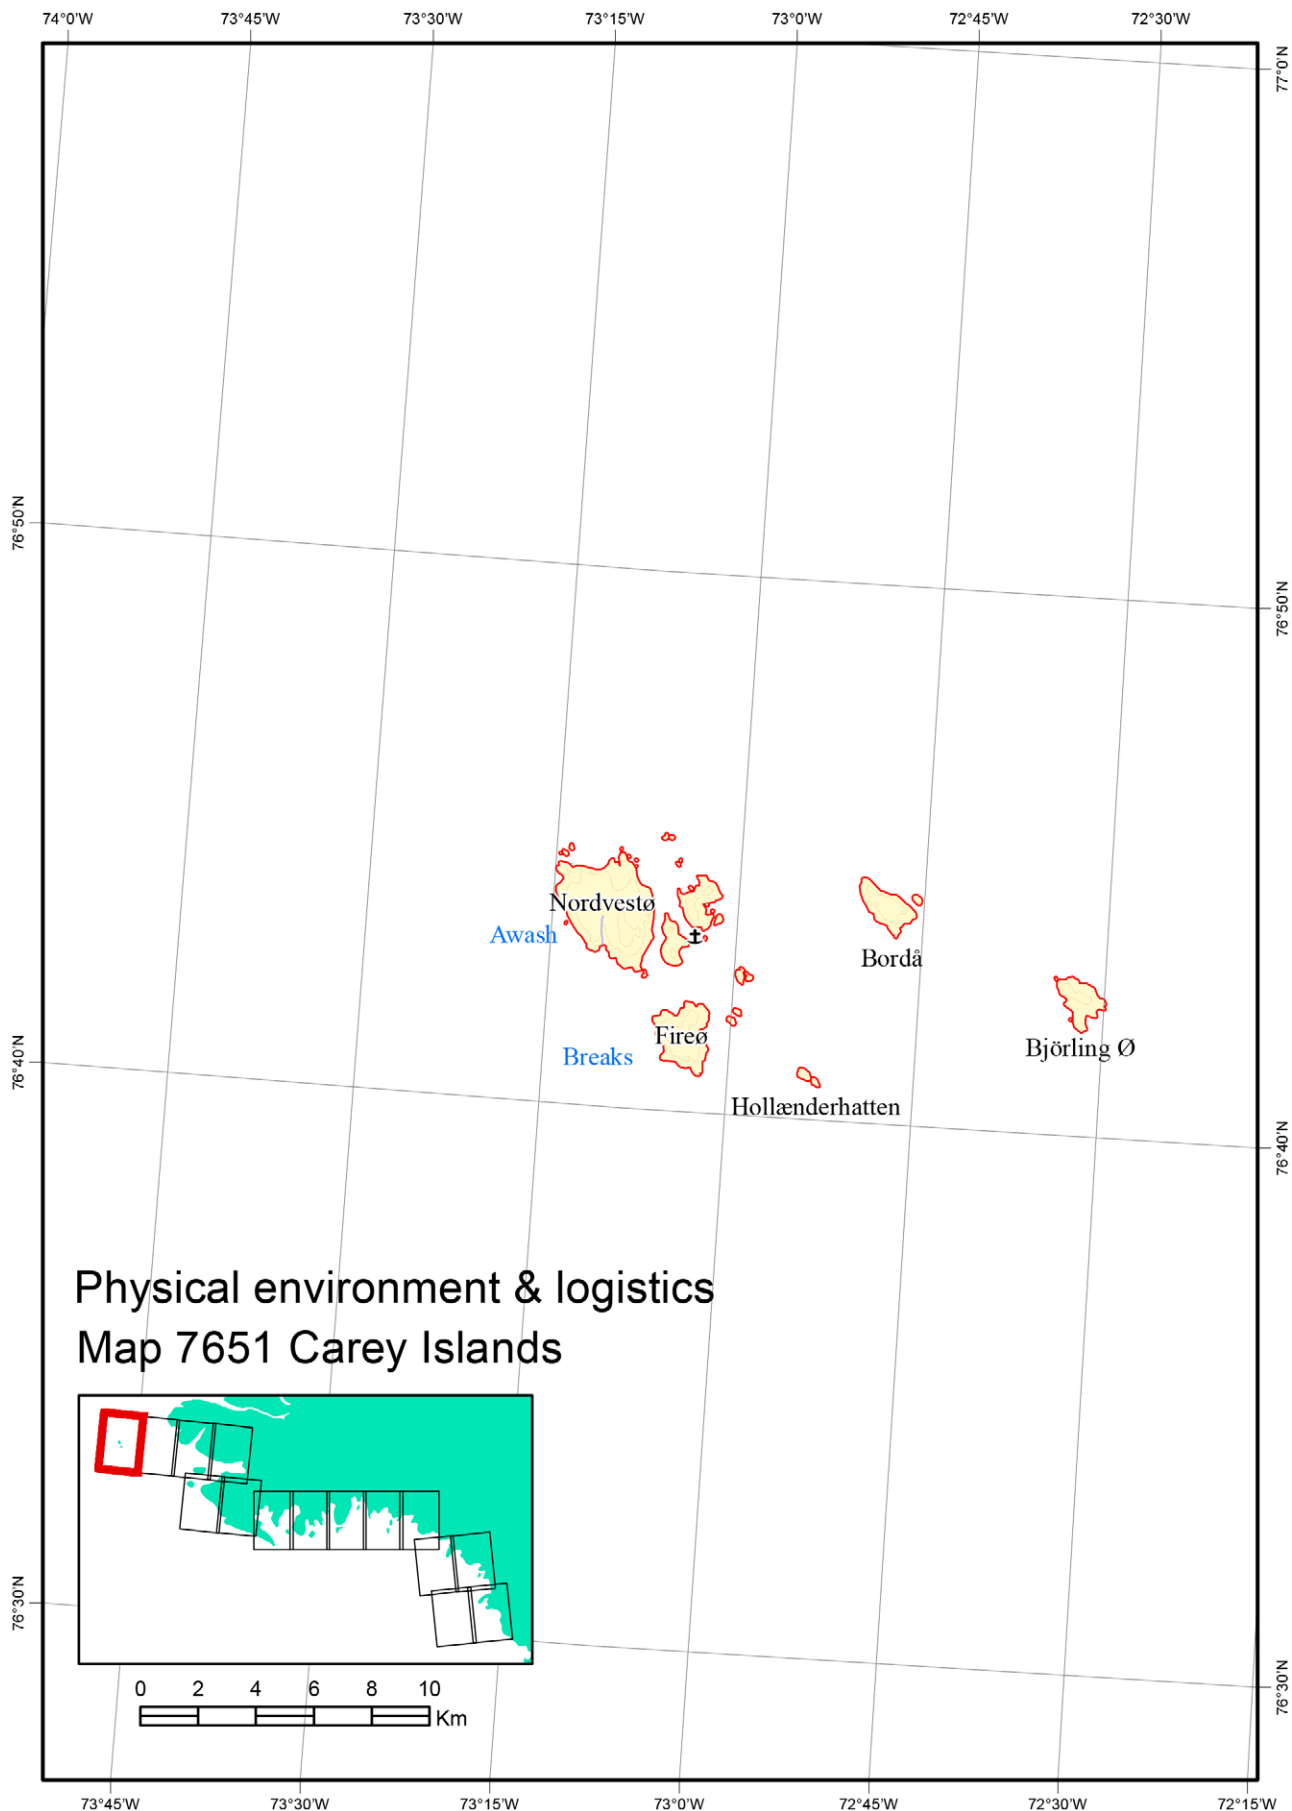 74°0'W 73°45'W 73°30'W 73°15'W 73°0'W 72°45'W 72°30'W
77°0'N
76°50'N
76°50'N
Nordvestø
Awash
Bordå
Fireø
Breaks
Björling Ø
76°40'N
Hollænderhatten
76°40'N
Physical environment & logistics
Map 7651 Carey Islands
76°30'N
76°30'N
0 2 4 6 8 10
Km
73°45'W 73°30'W 73°15'W 73°0'W 72°45'W 72°30'W 72°15'W